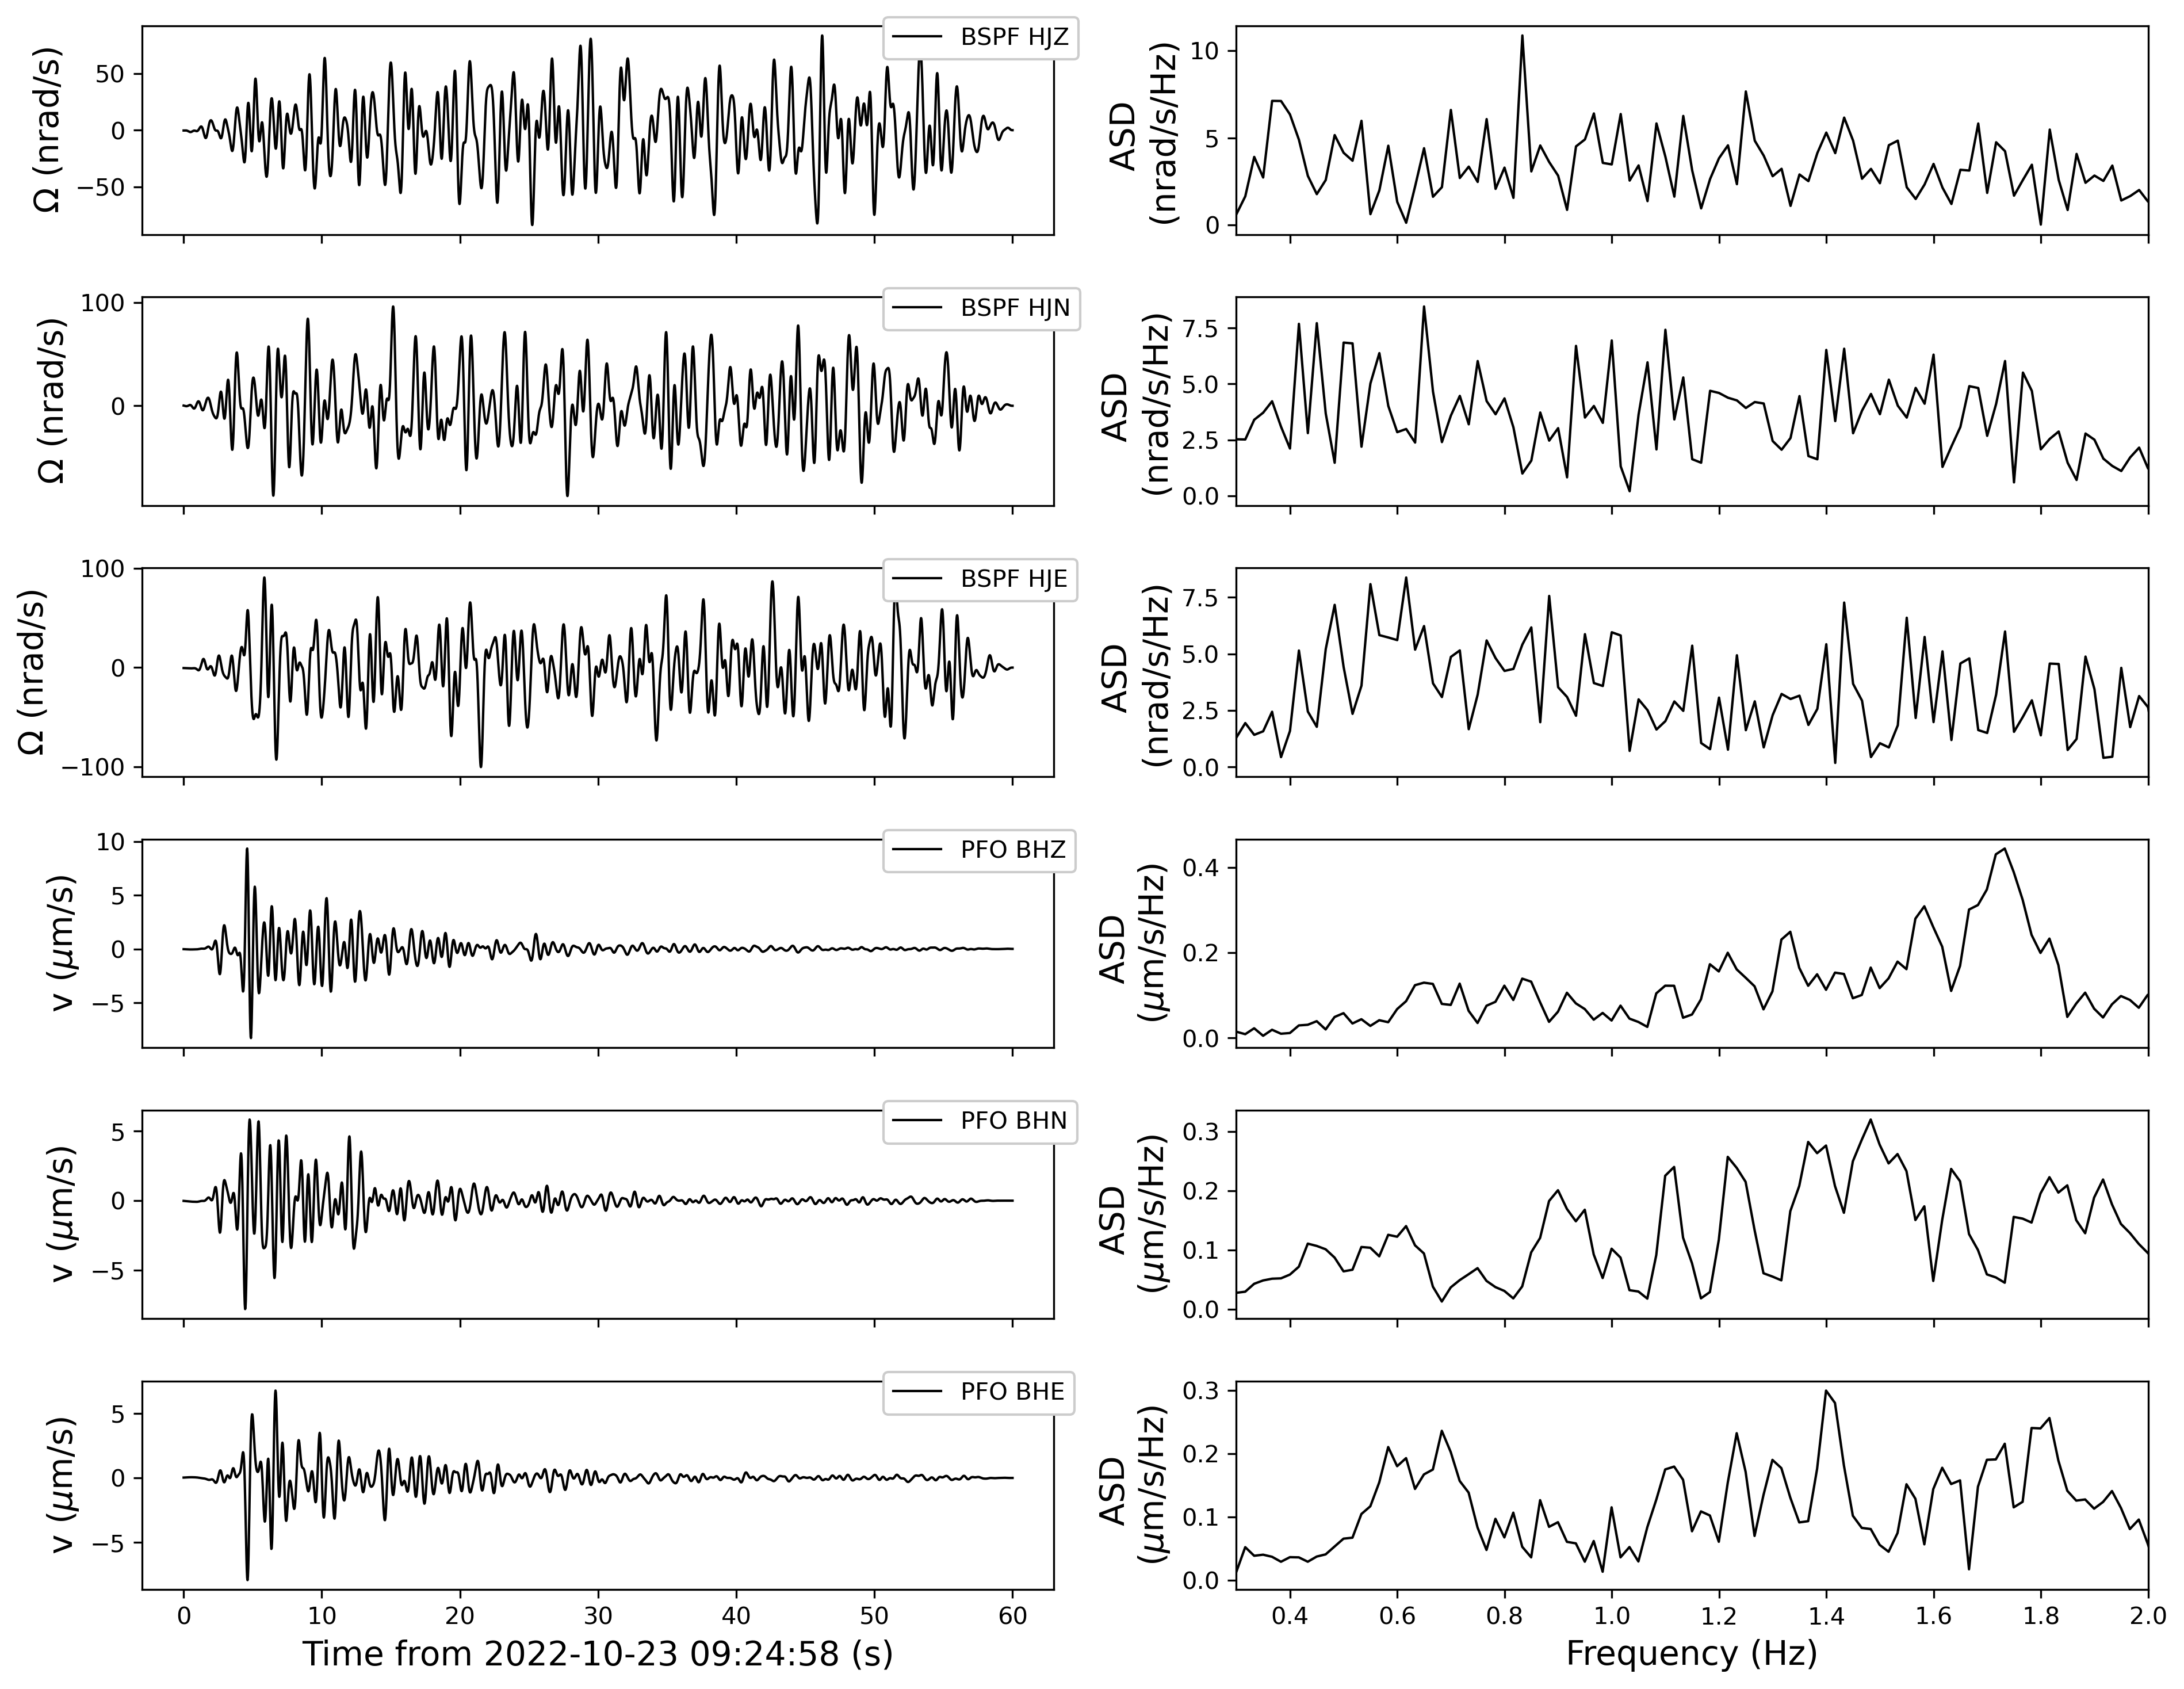 BSPF HJZ
Ω (nrad/s)
50
0
−50
ASD
(nrad/s/Hz)
10
5
0
BSPF HJN
Ω (nrad/s)
100
0
ASD
(nrad/s/Hz)
7.5
5.0
2.5
0.0
BSPF HJE
Ω (nrad/s)
100
0
−100
ASD
(nrad/s/Hz)
7.5
5.0
2.5
0.0
PFO BHZ
v (μm/s)
10
5
0
−5
ASD
(μm/s/Hz)
0.4
0.2
0.0
PFO BHN
v (μm/s)
5
0
−5
ASD
(μm/s/Hz)
0.3
0.2
0.1
0.0
PFO BHE
v (μm/s)
5
0
−5
0 10 20 30 40 50 60
Time from 2022-10-23 09:24:58 (s)
ASD
(μm/s/Hz)
0.3
0.2
0.1
0.0
0.4 0.6 0.8 1.0 1.2 1.4 1.6 1.8 2.0
Frequency (Hz)